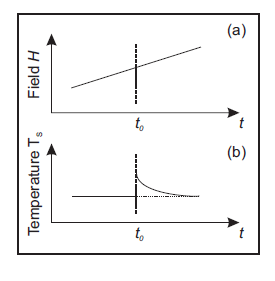 (a)
Field H
t₀
t
(b)
Temperature Tₛ
t₀
t